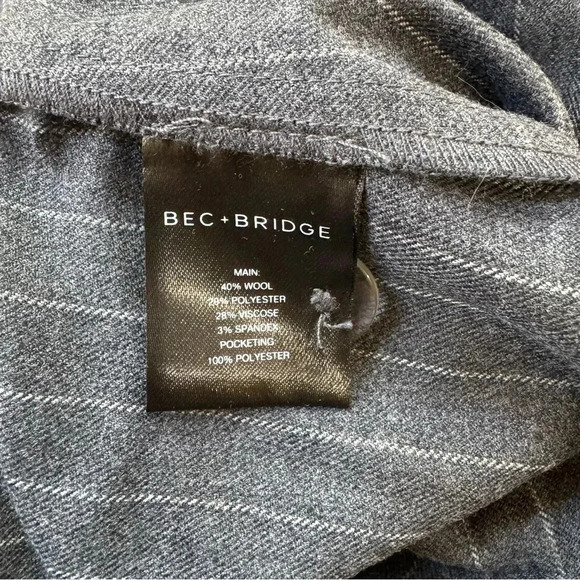 BEC+BRIDGE
MAIN:
40% WOOL
29% POLYESTER
28% VISCOSE
3% SPANDEX
POCKETING
100% POLYESTER